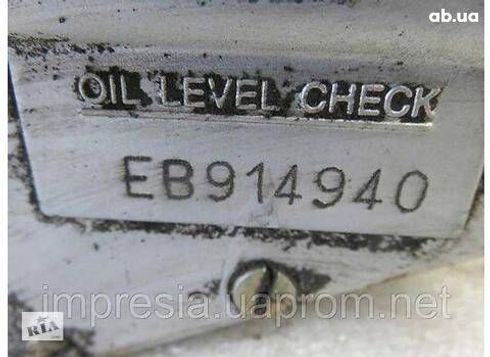 ab.ua
OIL LEVEL CHECK
EB914940
impresia.uaprom.net
RIA